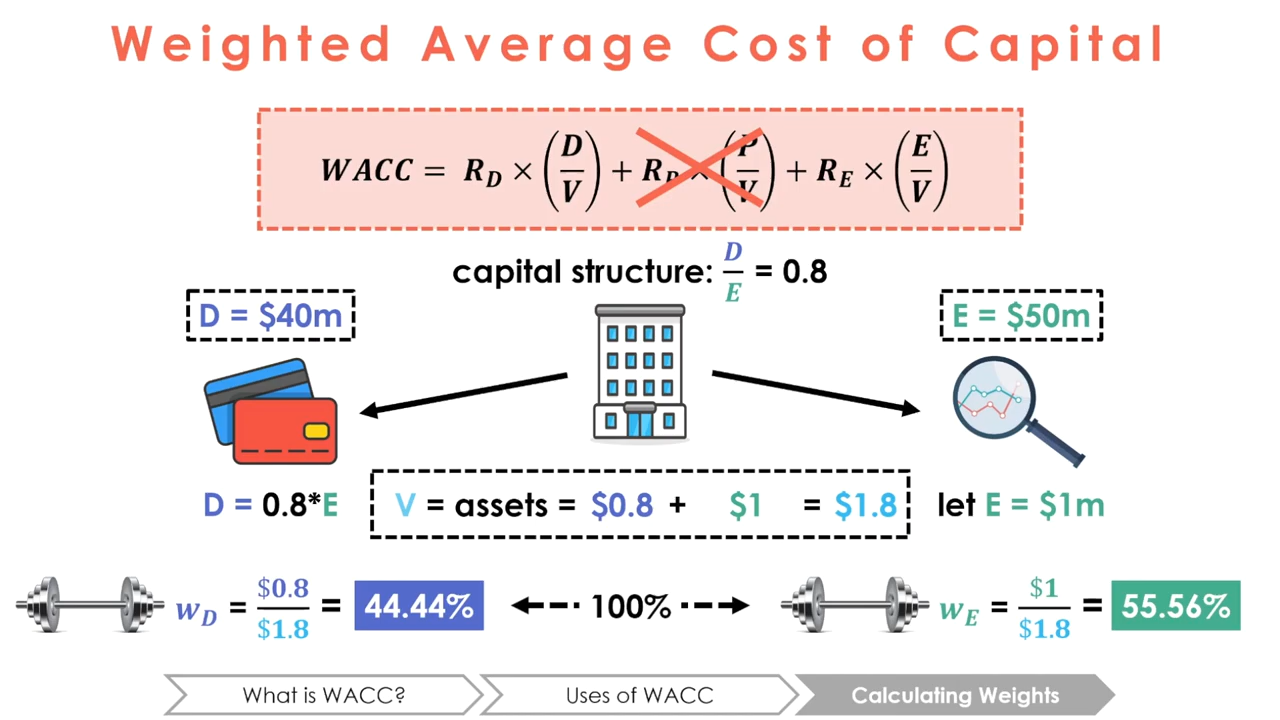 Weighted Average Cost of Capital
WACC = R_D × (D/V) + R_P × (P/V) + R_E × (E/V)
capital structure: D/E = 0.8
D = $40m
E = $50m
D = 0.8*E
V = assets = $0.8 + $1 = $1.8
let E = $1m
w_D = $0.8/$1.8 = 44.44%
100%
w_E = $1/$1.8 = 55.56%
What is WACC?
Uses of WACC
Calculating Weights